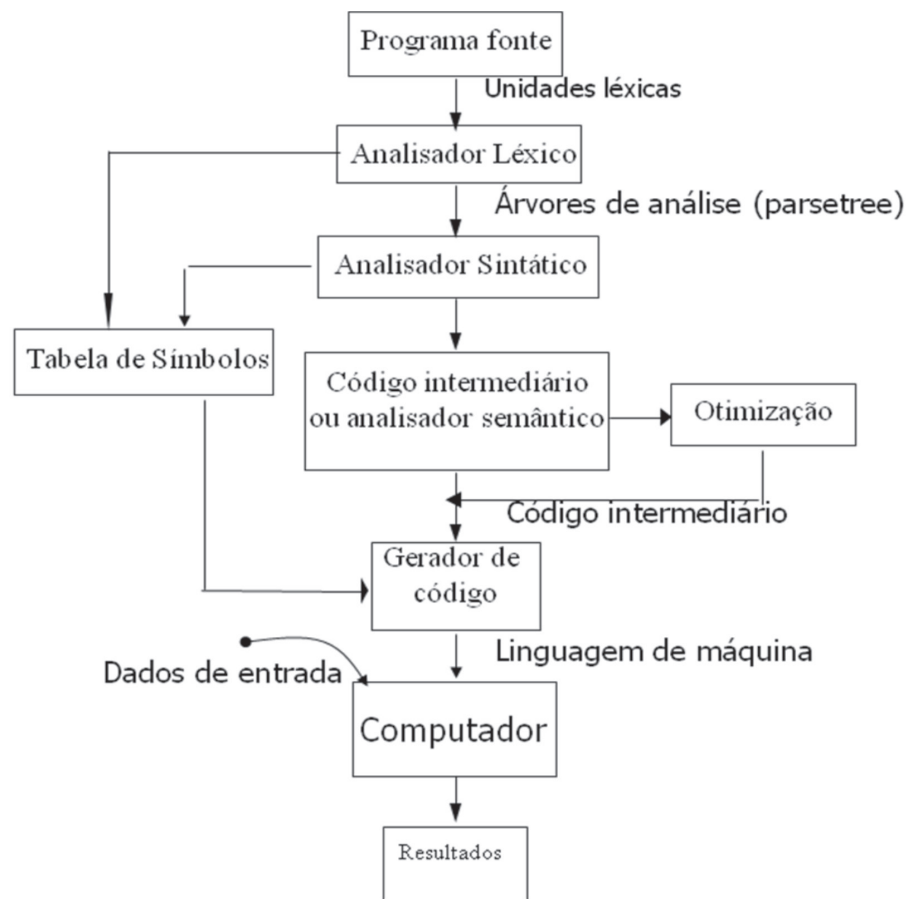 Programa fonte
Unidades léxicas
Analisador Léxico
Árvores de análise (parsetree)
Analisador Sintático
Tabela de Símbolos
Código intermediário
ou analisador semântico
Otimização
Código intermediário
Gerador de
código
Linguagem de máquina
Dados de entrada
Computador
Resultados